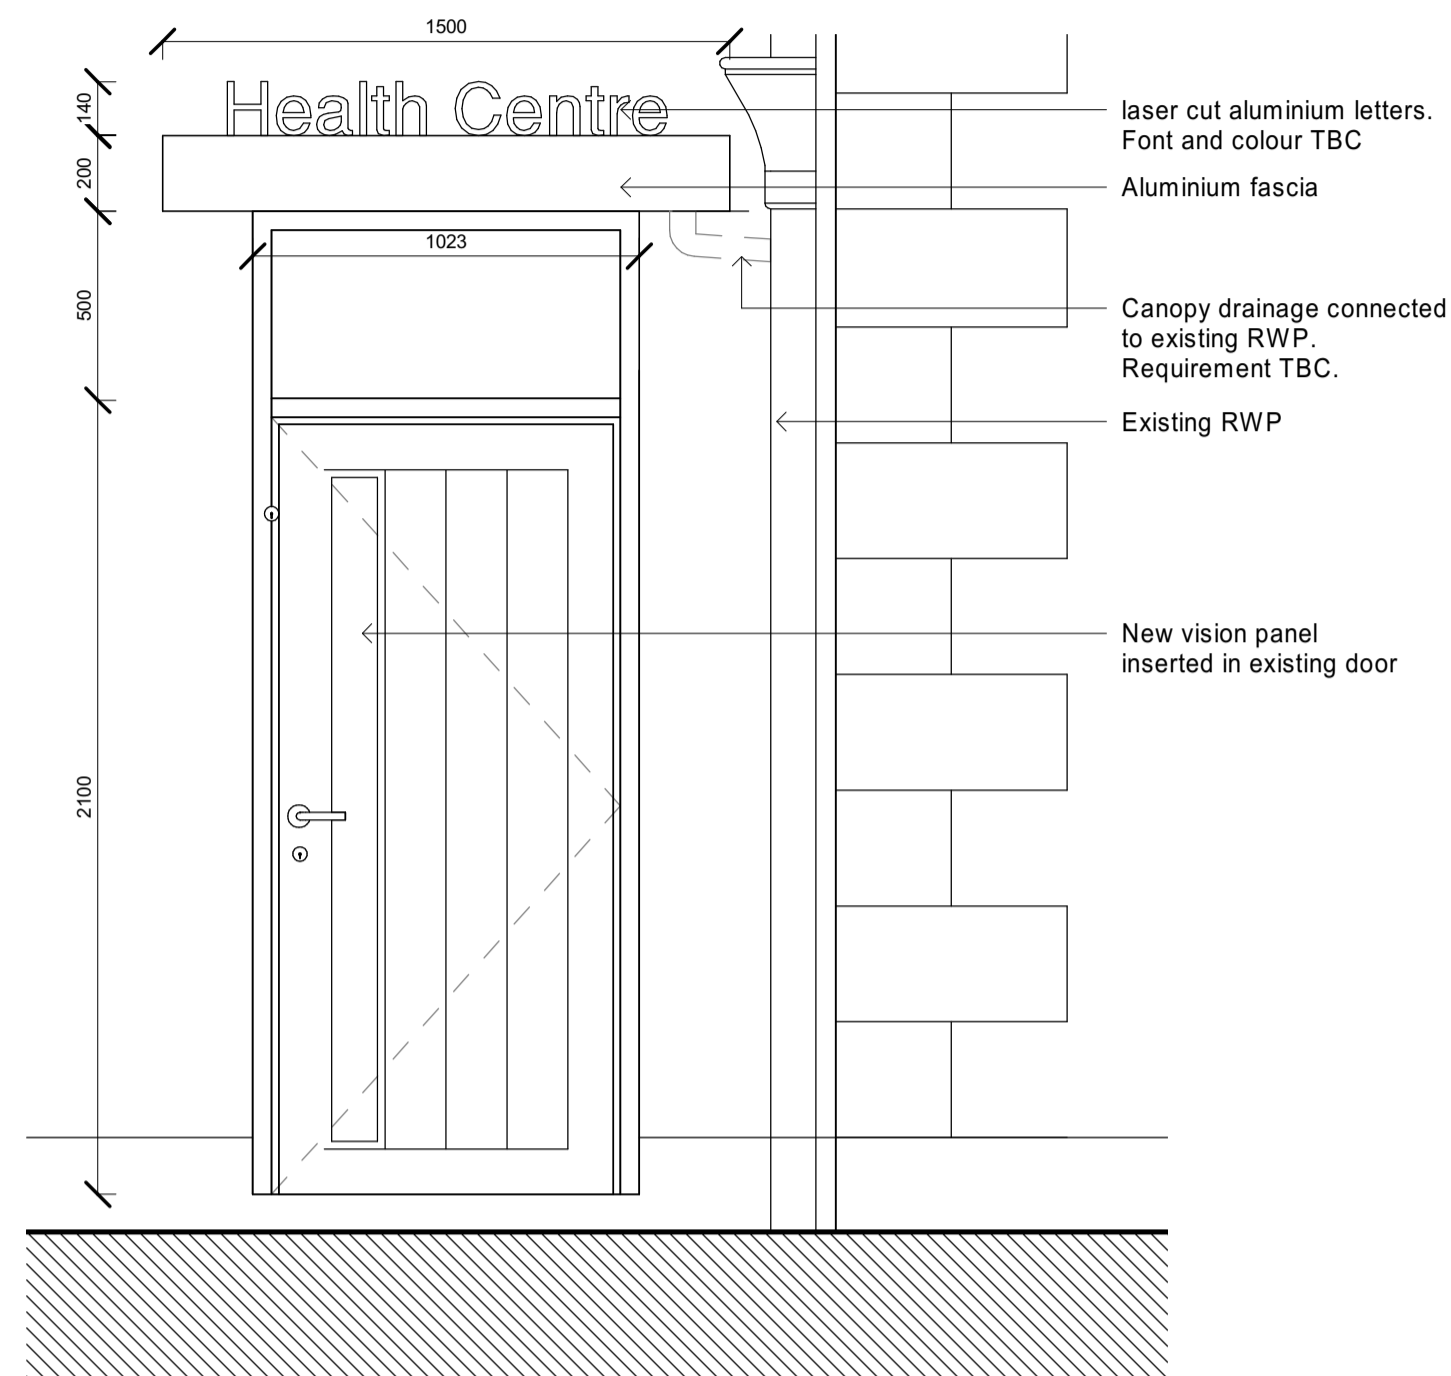 1500
140
Health Centre
laser cut aluminium letters.
Font and colour TBC
200
Aluminium fascia
1023
500
Canopy drainage connected
to existing RWP.
Requirement TBC.
Existing RWP
New vision panel
inserted in existing door
2100